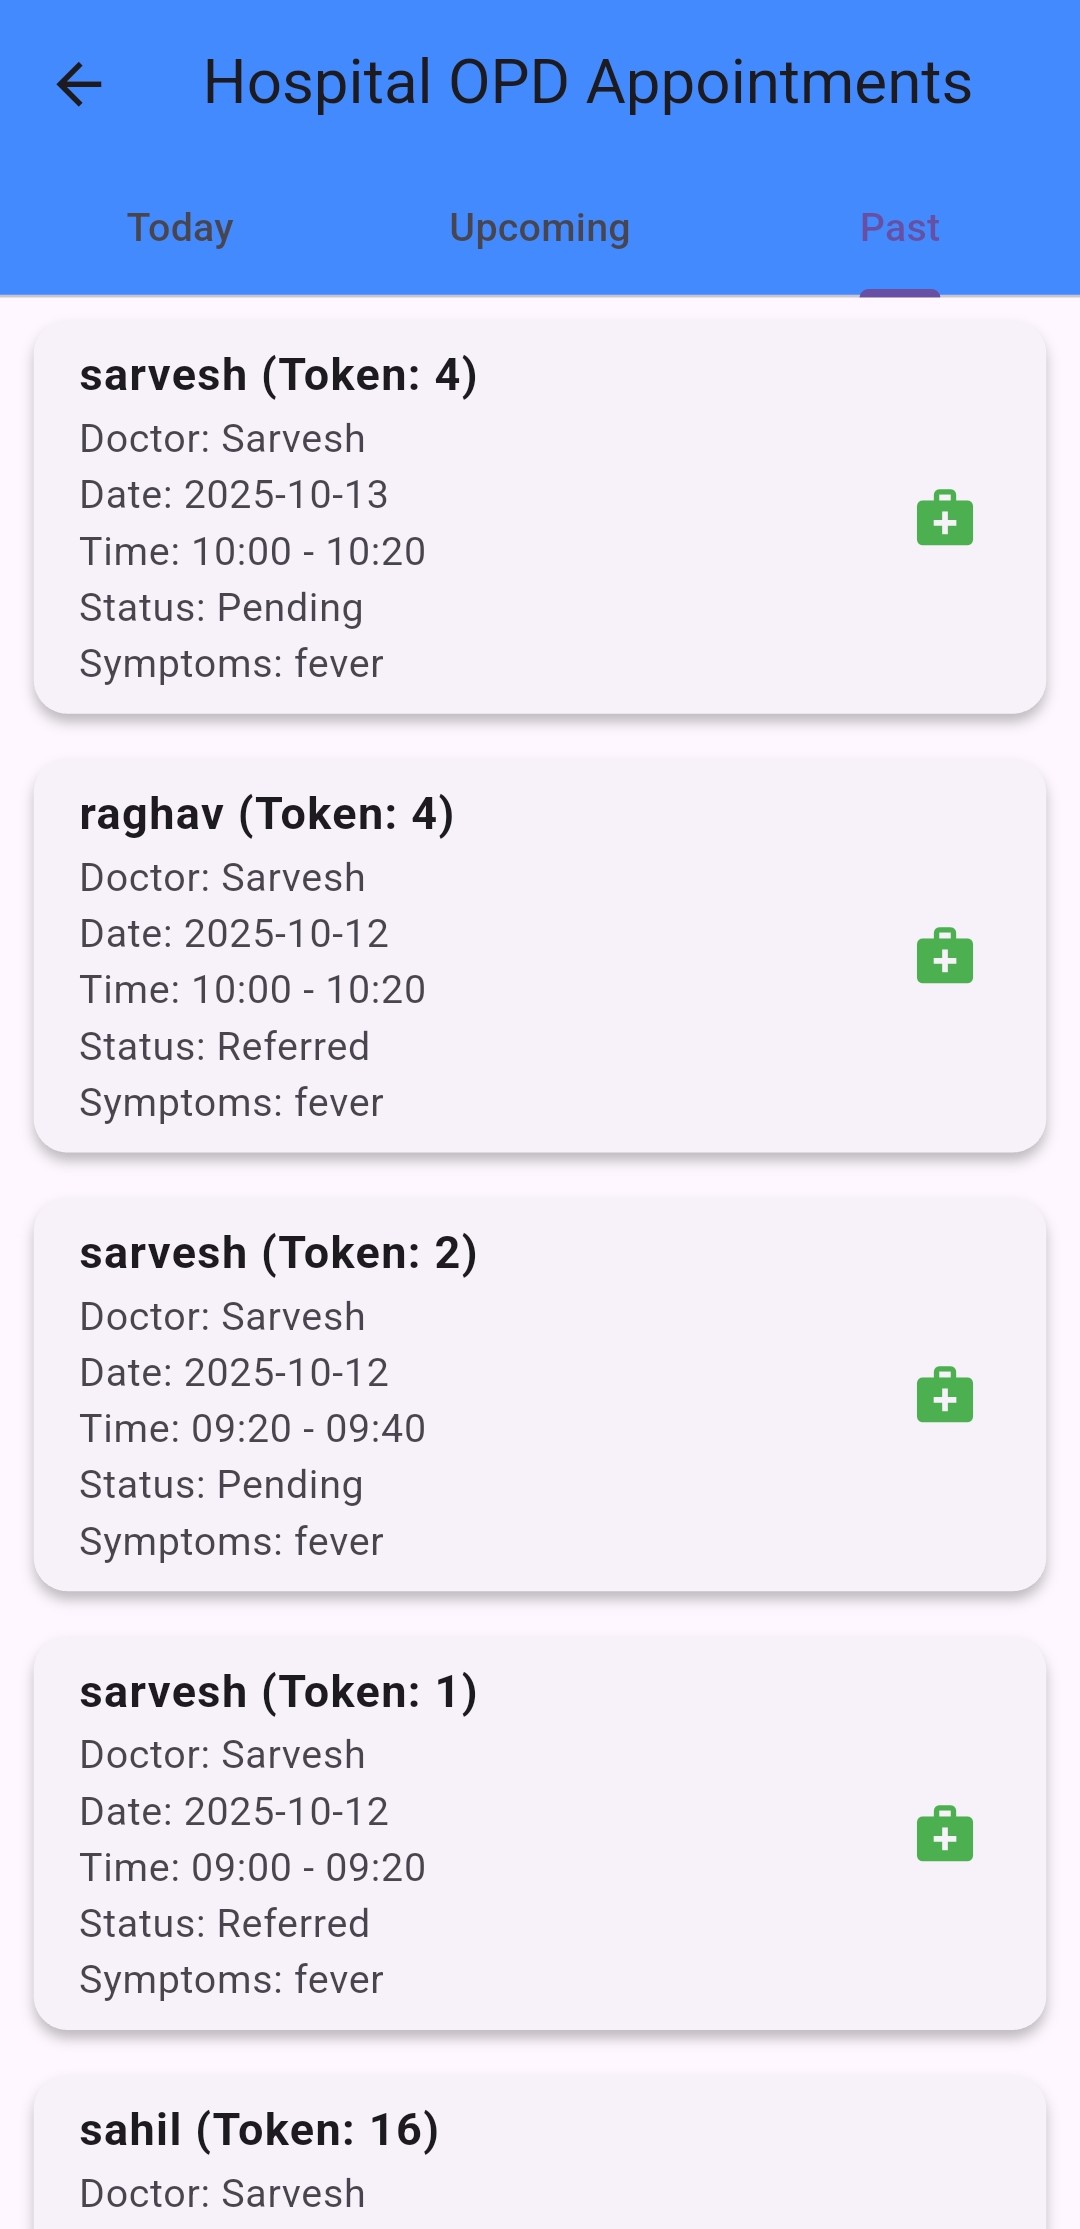 Hospital OPD Appointments
Today Upcoming Past
sarvesh (Token: 4)
Doctor: Sarvesh
Date: 2025-10-13
Time: 10:00 - 10:20
Status: Pending
Symptoms: fever
raghav (Token: 4)
Doctor: Sarvesh
Date: 2025-10-12
Time: 10:00 - 10:20
Status: Referred
Symptoms: fever
sarvesh (Token: 2)
Doctor: Sarvesh
Date: 2025-10-12
Time: 09:20 - 09:40
Status: Pending
Symptoms: fever
sarvesh (Token: 1)
Doctor: Sarvesh
Date: 2025-10-12
Time: 09:00 - 09:20
Status: Referred
Symptoms: fever
sahil (Token: 16)
Doctor: Sarvesh